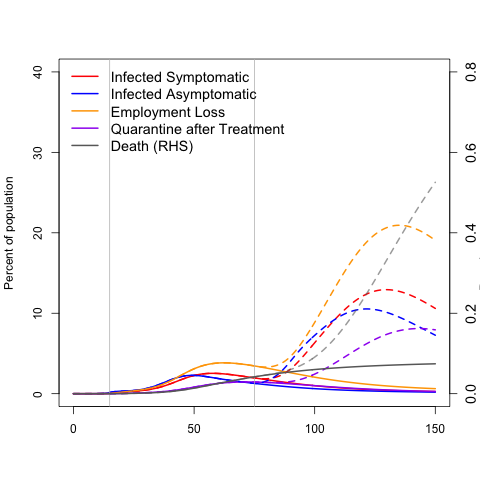 Infected Symptomatic
Infected Asymptomatic
Employment Loss
Quarantine after Treatment
Death (RHS)
Percent of population
40
30
20
10
0
0.8
0.6
0.4
0.2
0.0
0
50
100
150